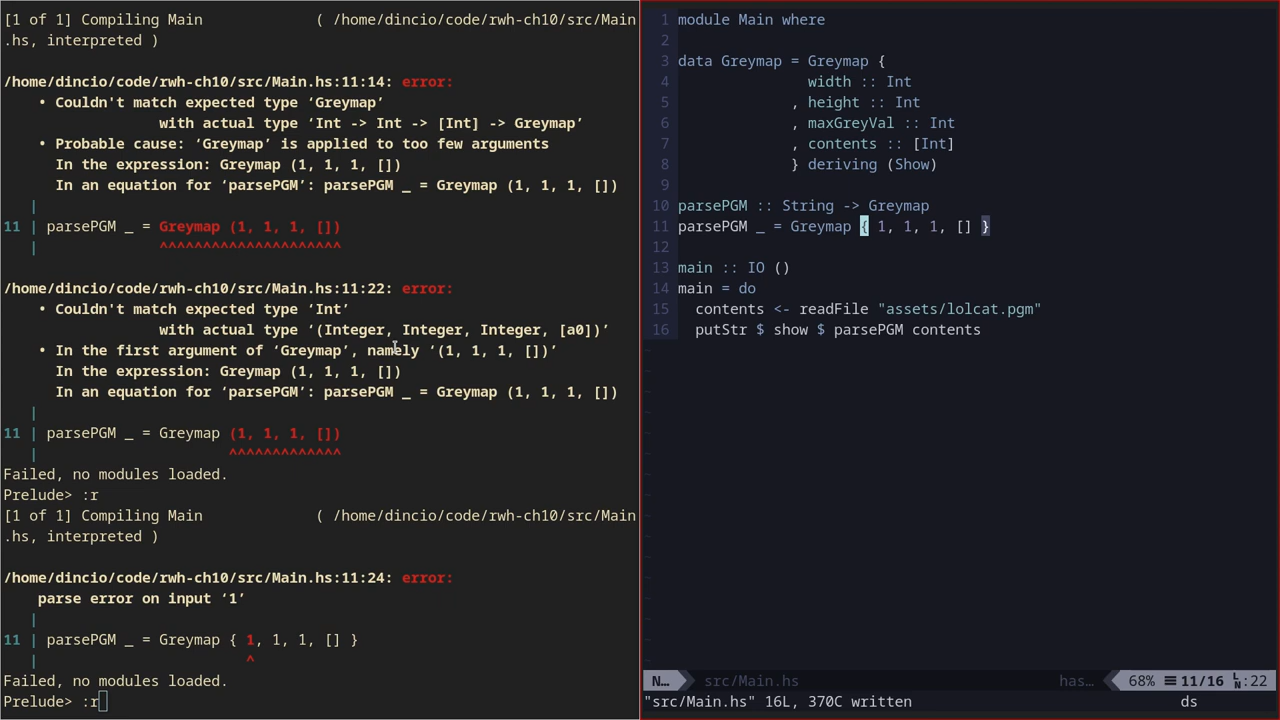 [1 of 1] Compiling Main             ( /home/dincio/code/rwh-ch10/src/Main
.hs, interpreted )
/home/dincio/code/rwh-ch10/src/Main.hs:11:14: error:
    • Couldn't match expected type ‘Greymap’
                  with actual type ‘Int -> Int -> [Int] -> Greymap’
    • Probable cause: ‘Greymap’ is applied to too few arguments
      In the expression: Greymap (1, 1, 1, [])
      In an equation for ‘parsePGM’: parsePGM _ = Greymap (1, 1, 1, [])
   |
11 | parsePGM _ = Greymap (1, 1, 1, [])
   |              ^^^^^^^^^^^^^^^^^^^^^
/home/dincio/code/rwh-ch10/src/Main.hs:11:22: error:
    • Couldn't match expected type ‘Int’
                  with actual type ‘(Integer, Integer, Integer, [a0])’
    • In the first argument of ‘Greymap’, namely ‘(1, 1, 1, [])’
      In the expression: Greymap (1, 1, 1, [])
      In an equation for ‘parsePGM’: parsePGM _ = Greymap (1, 1, 1, [])
   |
11 | parsePGM _ = Greymap (1, 1, 1, [])
   |                      ^^^^^^^^^^^^^
Failed, no modules loaded.
Prelude> :r
[1 of 1] Compiling Main             ( /home/dincio/code/rwh-ch10/src/Main
.hs, interpreted )
/home/dincio/code/rwh-ch10/src/Main.hs:11:24: error:
    parse error on input ‘1’
   |
11 | parsePGM _ = Greymap { 1, 1, 1, [] }
   |                        ^
Failed, no modules loaded.
Prelude> :r
1 module Main where
2
3 data Greymap = Greymap {
4                width :: Int
5              , height :: Int
6              , maxGreyVal :: Int
7              , contents :: [Int]
8              } deriving (Show)
9
10 parsePGM :: String -> Greymap
11 parsePGM _ = Greymap { 1, 1, 1, [] }
12
13 main :: IO ()
14 main = do
15   contents <- readFile "assets/lolcat.pgm"
16   putStr $ show $ parsePGM contents
N… src/Main.hs has… 68% ☰ 11/16 LN:22
"src/Main.hs" 16L, 370C written ds